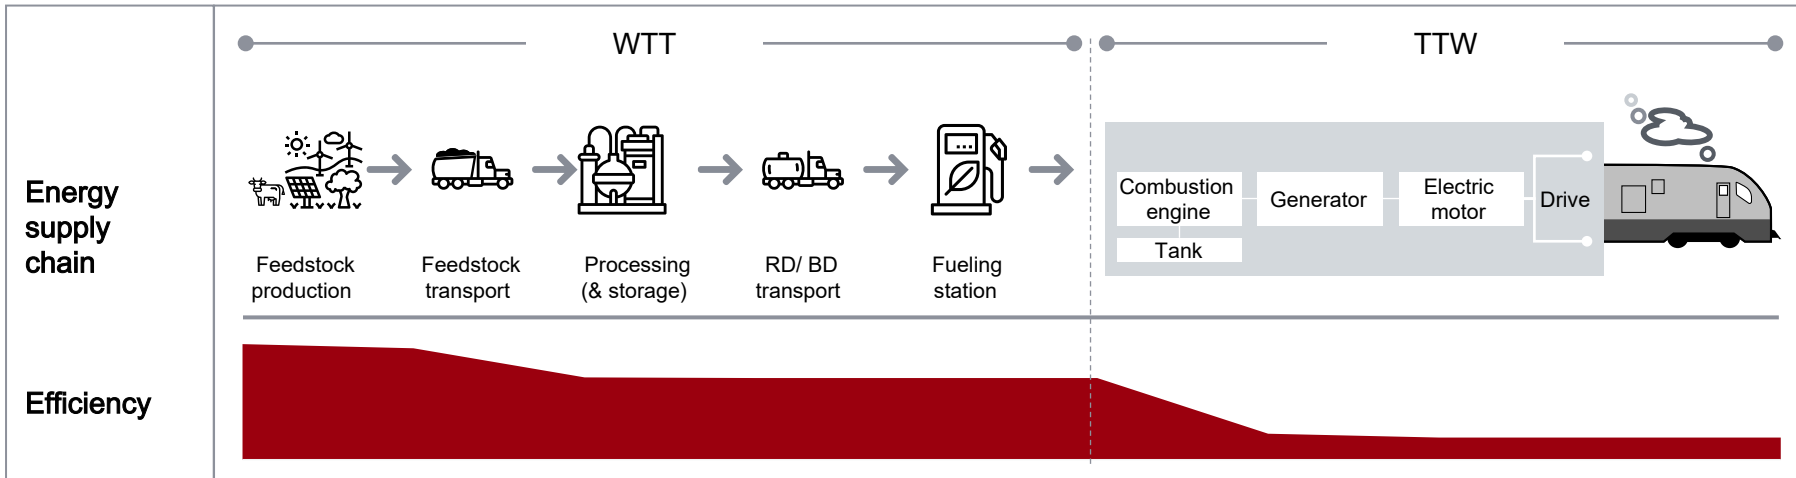 WTT
TTW
Energy
supply
chain
Feedstock
production
Feedstock
transport
Processing
(& storage)
RD/ BD
transport
Fueling
station
Combustion
engine
Tank
Generator
Electric
motor
Drive
Efficiency